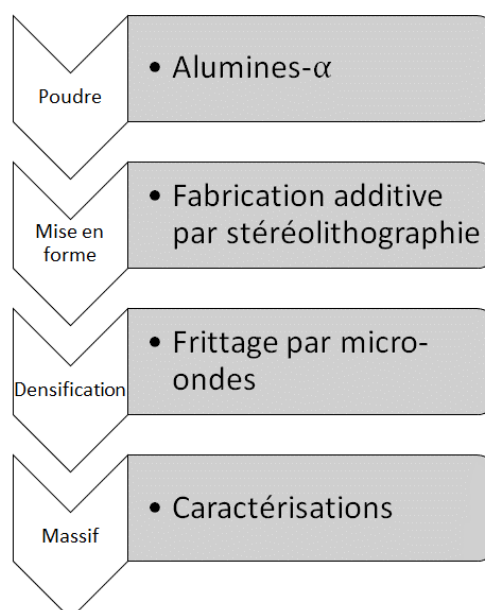 Poudre
• Alumines-α
Mise en
forme
• Fabrication additive
par stéréolithographie
Densification
• Frittage par micro-
ondes
Massif
• Caractérisations